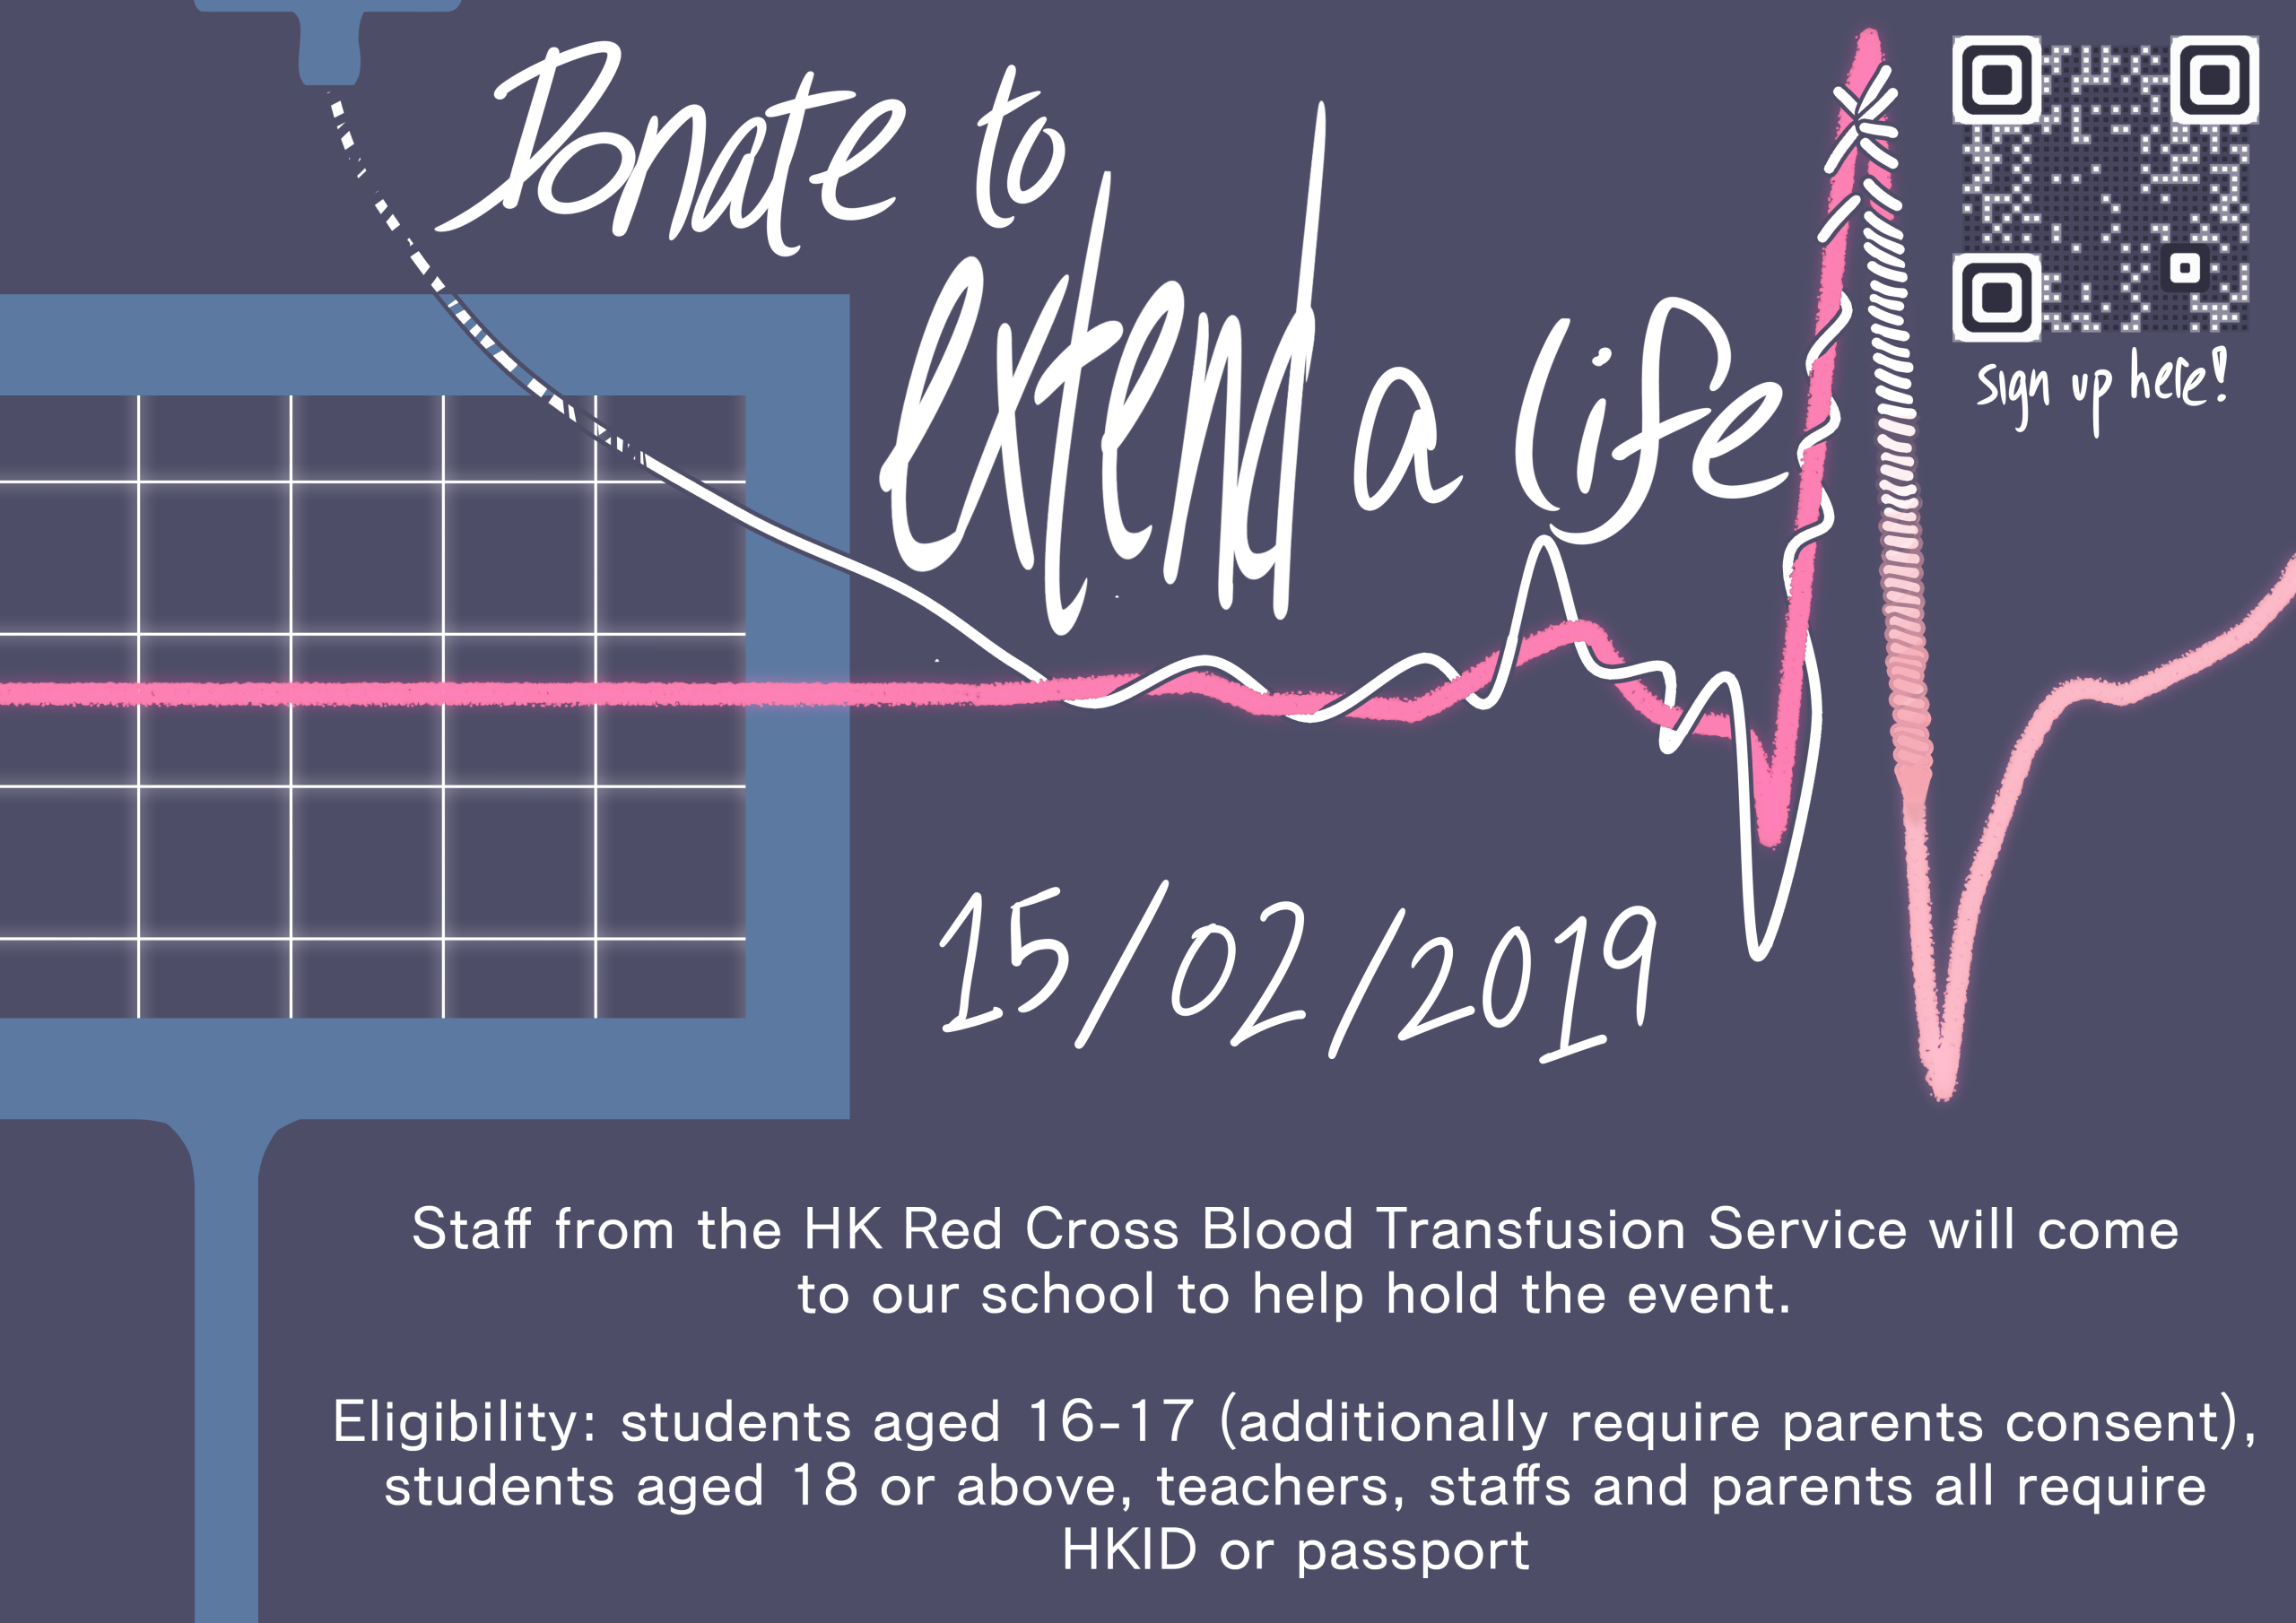 Donate to
extend a life
sign up here!
15/02/2019
Staff from the HK Red Cross Blood Transfusion Service will come
to our school to help hold the event.
Eligibility: students aged 16-17 (additionally require parents consent),
students aged 18 or above, teachers, staffs and parents all require
HKID or passport